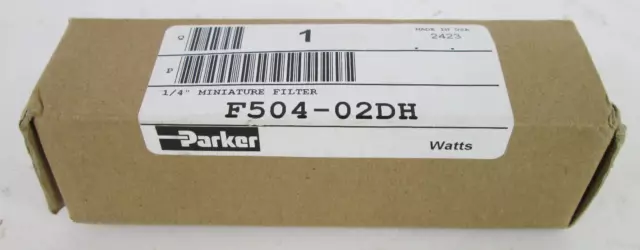 Q 1 MADE IN USA
2423
P
1/4" MINIATURE FILTER
F504-02DH
Parker Watts